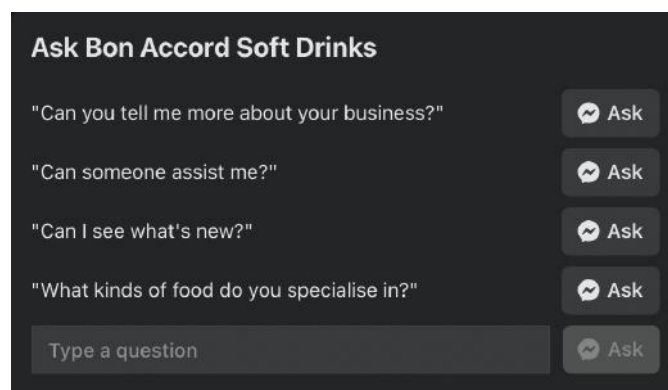 Ask Bon Accord Soft Drinks
"Can you tell me more about your business?" Ask
"Can someone assist me?" Ask
"Can I see what's new?" Ask
"What kinds of food do you specialise in?" Ask
Type a question Ask